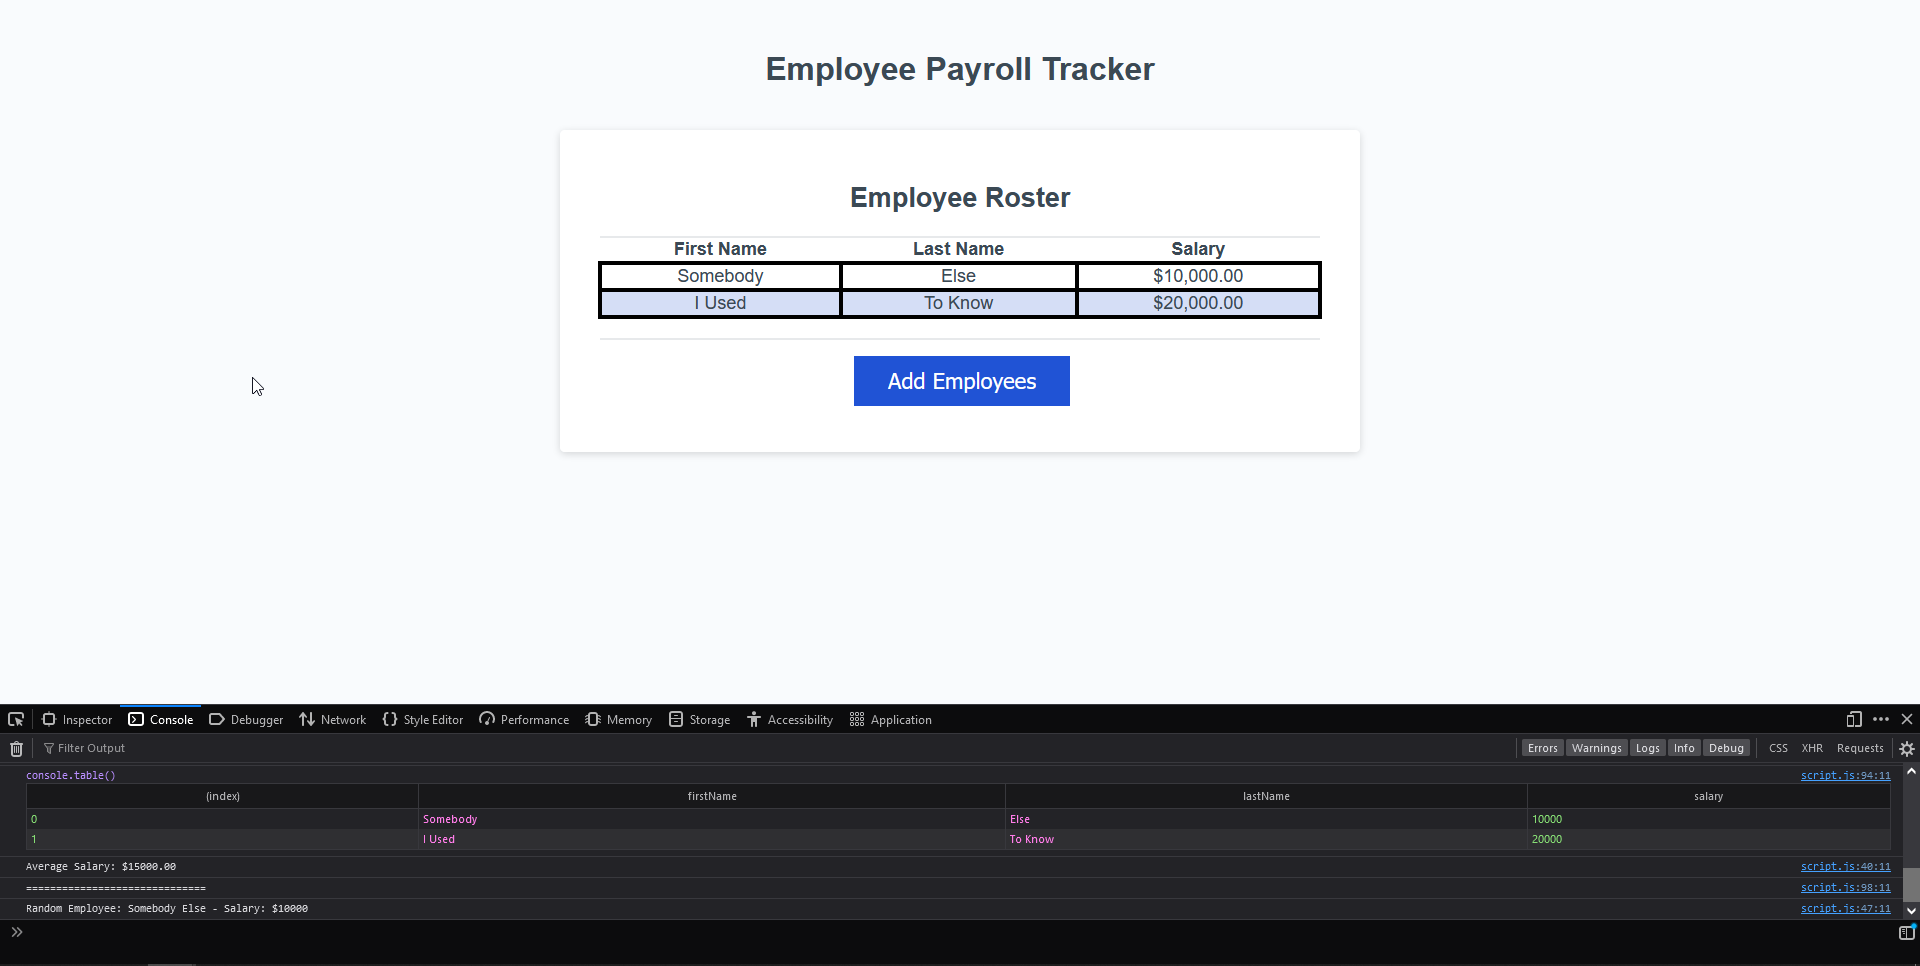 Employee Payroll Tracker
Employee Roster
First Name Last Name Salary
Somebody Else $10,000.00
I Used To Know $20,000.00
Add Employees
Inspector Console Debugger Network Style Editor Performance Memory Storage Accessibility Application
Filter Output Errors Warnings Logs Info Debug CSS XHR Requests
console.table() script.js:94:11
(index) firstName lastName salary
0 Somebody Else 10000
1 I Used To Know 20000
Average Salary: $15000.00 script.js:40:11
============================== script.js:98:11
Random Employee: Somebody Else - Salary: $10000 script.js:47:11